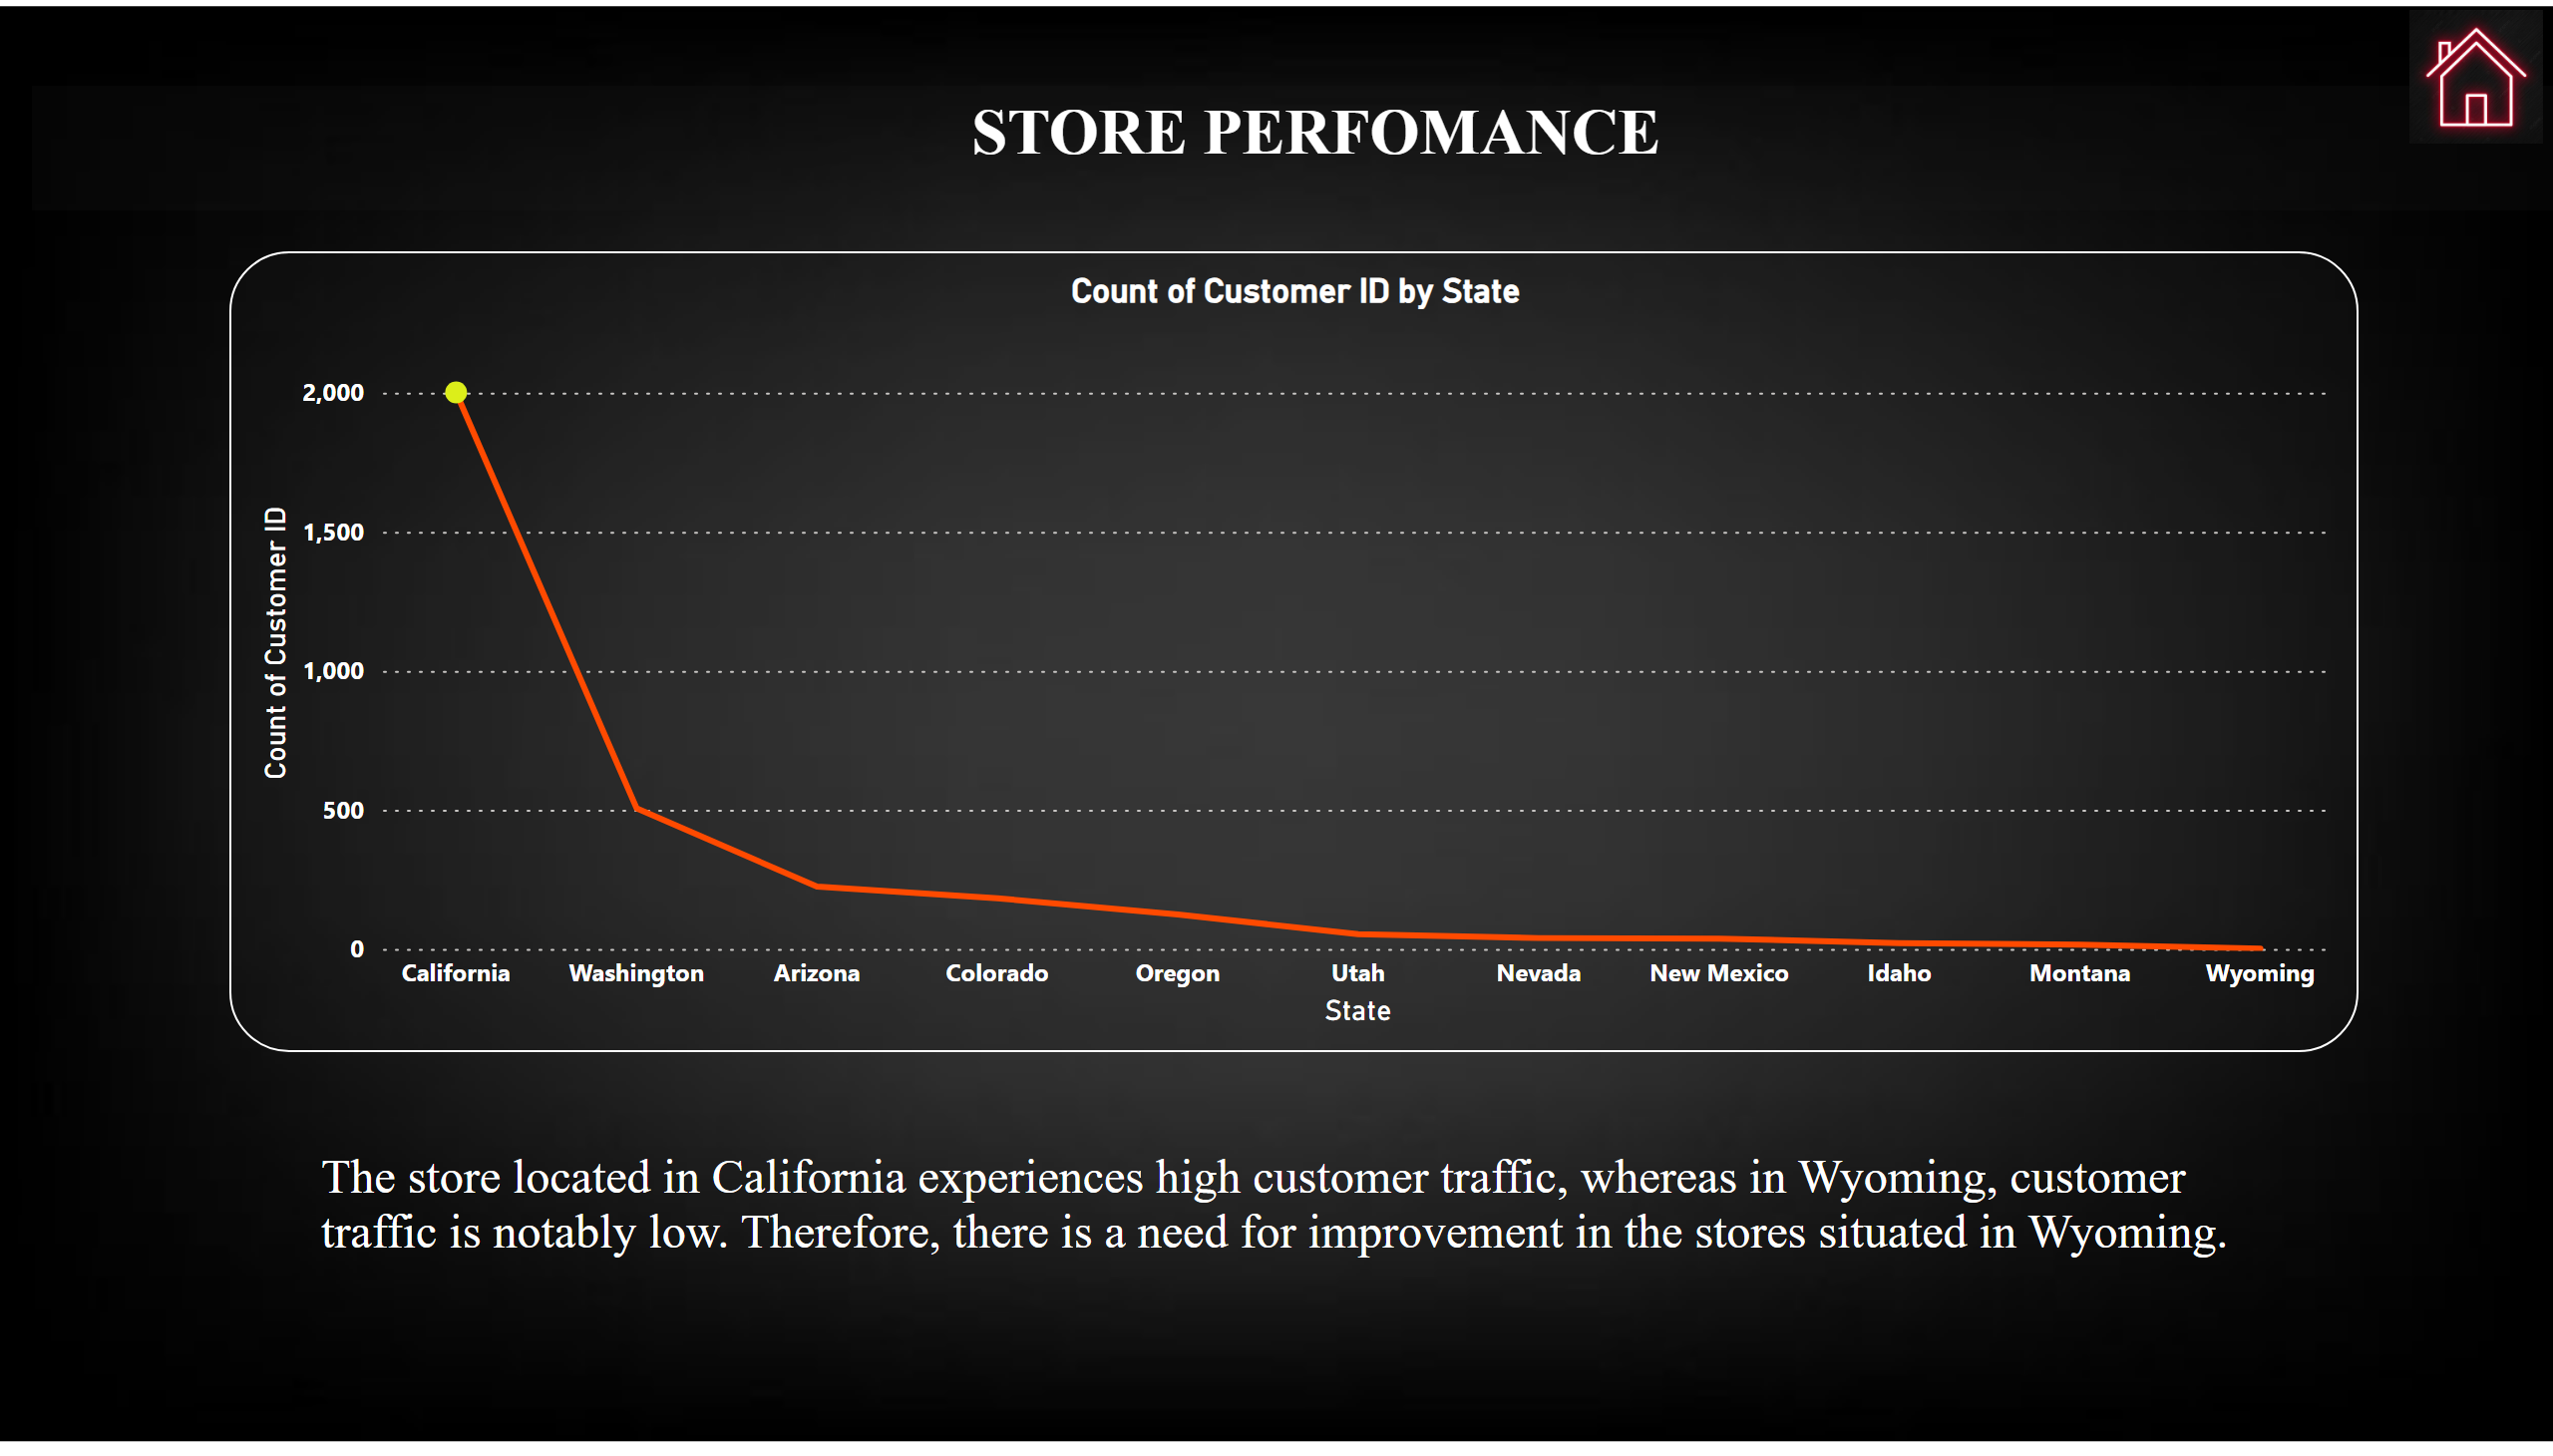 STORE PERFOMANCE
Count of Customer ID by State
2,000
1,500
1,000
500
0
Count of Customer ID
California Washington Arizona Colorado Oregon Utah Nevada New Mexico Idaho Montana Wyoming
State
The store located in California experiences high customer traffic, whereas in Wyoming, customer
traffic is notably low. Therefore, there is a need for improvement in the stores situated in Wyoming.